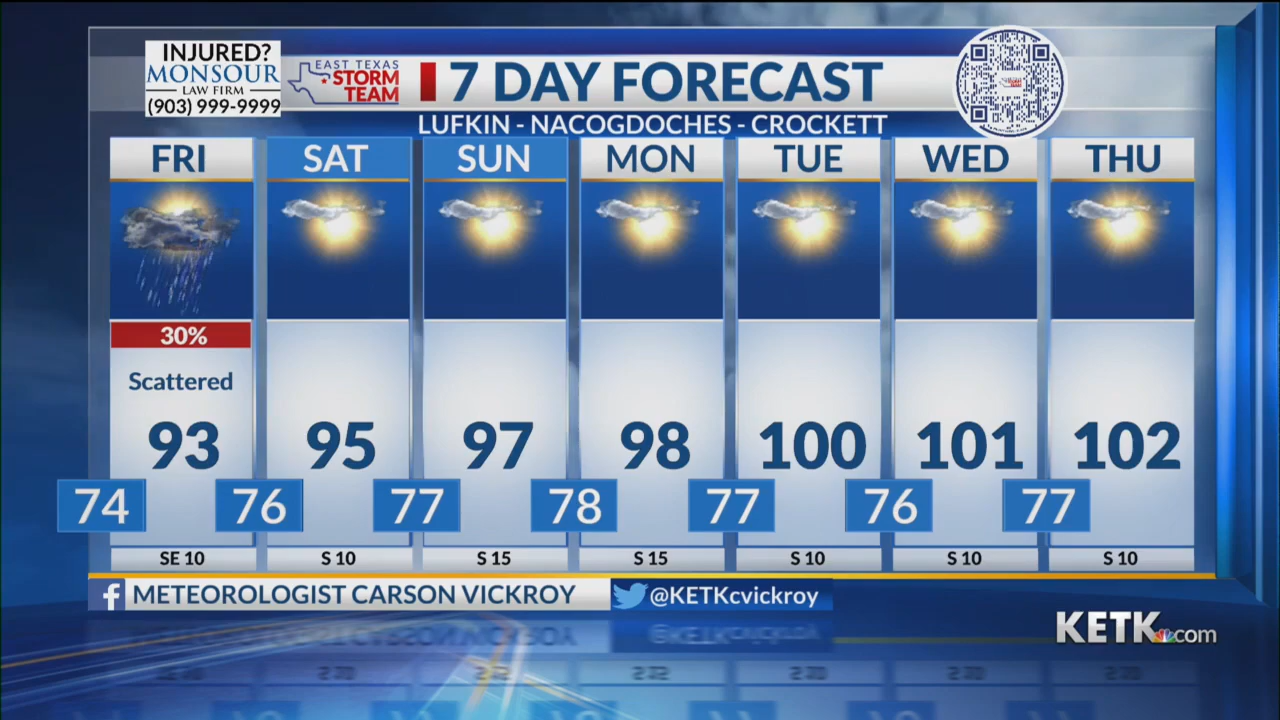 INJURED?
MONSOUR
LAW FIRM
(903) 999-9999
EAST TEXAS
STORM
TEAM
7 DAY FORECAST
LUFKIN - NACOGDOCHES - CROCKETT
FRI SAT SUN MON TUE WED THU
30%
Scattered
93 95 97 98 100 101 102
74 76 77 78 77 76 77
SE 10 S 10 S 15 S 15 S 10 S 10 S 10
METEOROLOGIST CARSON VICKROY @KETKcvickroy
KETK.com